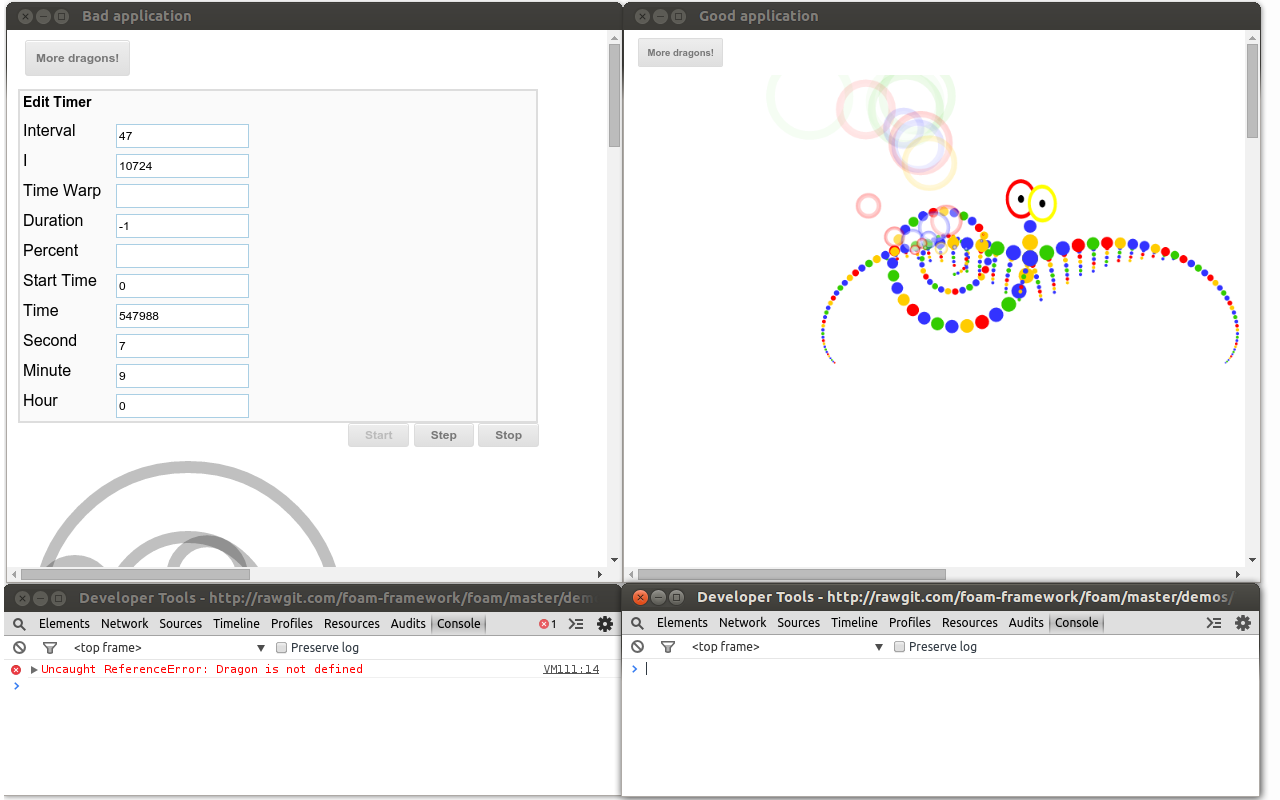 Bad application
More dragons!
Edit Timer
Interval 47
I 10724
Time Warp
Duration -1
Percent
Start Time 0
Time 547988
Second 7
Minute 9
Hour 0
Start Step Stop
Good application
More dragons!
Developer Tools - http://rawgit.com/foam-framework/foam/master/dem
Elements Network Sources Timeline Profiles Resources Audits Console 1
<top frame> Preserve log
Uncaught ReferenceError: Dragon is not defined VM111:14
Developer Tools - http://rawgit.com/foam-framework/foam/master/demos/
Elements Network Sources Timeline Profiles Resources Audits Console
<top frame> Preserve log